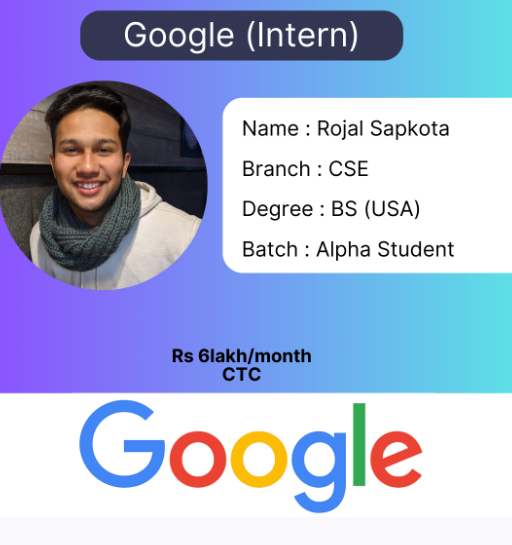 Google (Intern)
Name : Rojal Sapkota
Branch : CSE
Degree : BS (USA)
Batch : Alpha Student
Rs 6lakh/month
CTC
Google